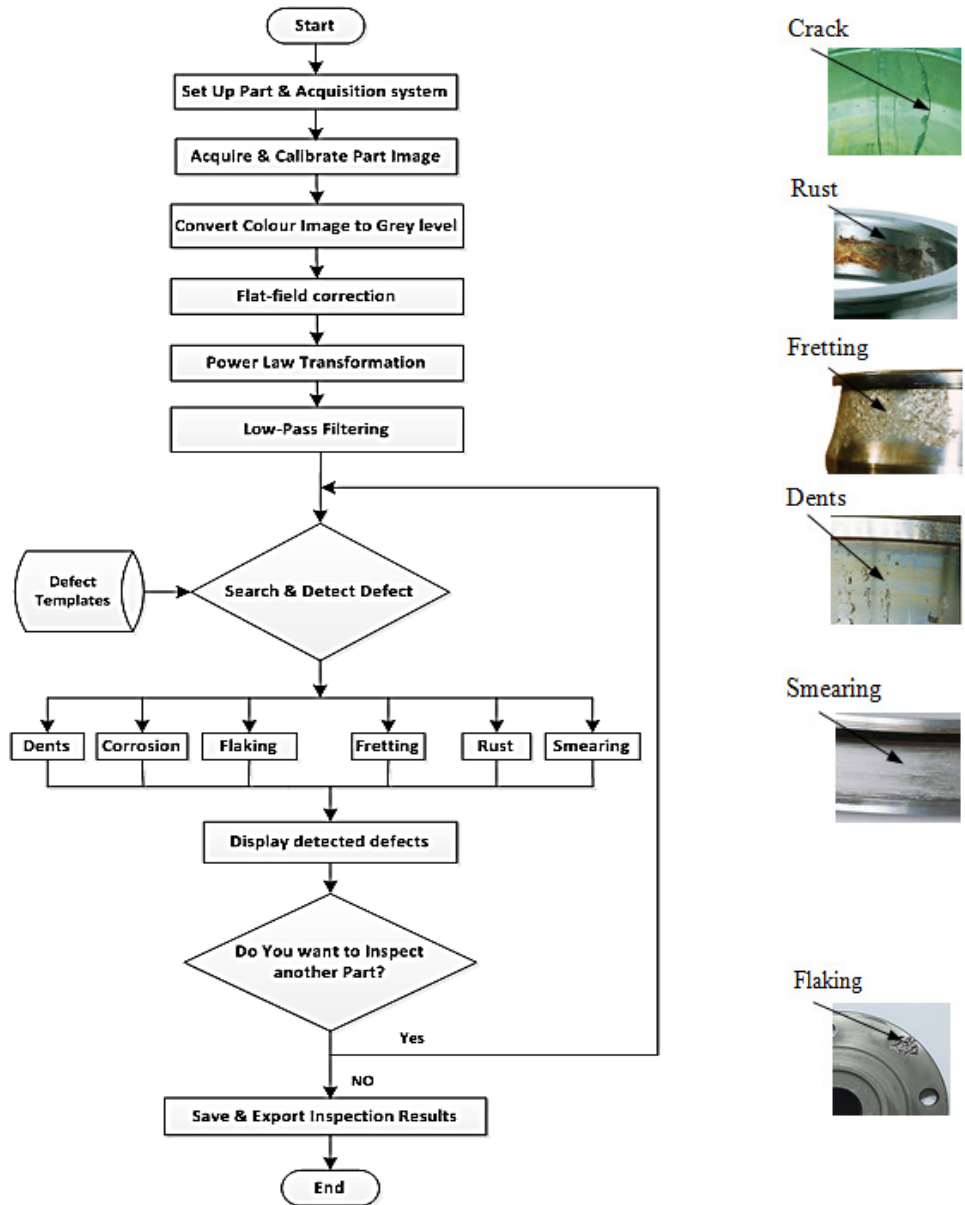 Start
Set Up Part & Acquisition system
Acquire & Calibrate Part Image
Convert Colour Image to Grey level
Flat-field correction
Power Law Transformation
Low-Pass Filtering
Defect
Templates
Search & Detect Defect
Dents
Corrosion
Flaking
Fretting
Rust
Smearing
Display detected defects
Do You want to Inspect
another Part?
Yes
NO
Save & Export Inspection Results
End
Crack
Rust
Fretting
Dents
Smearing
Flaking